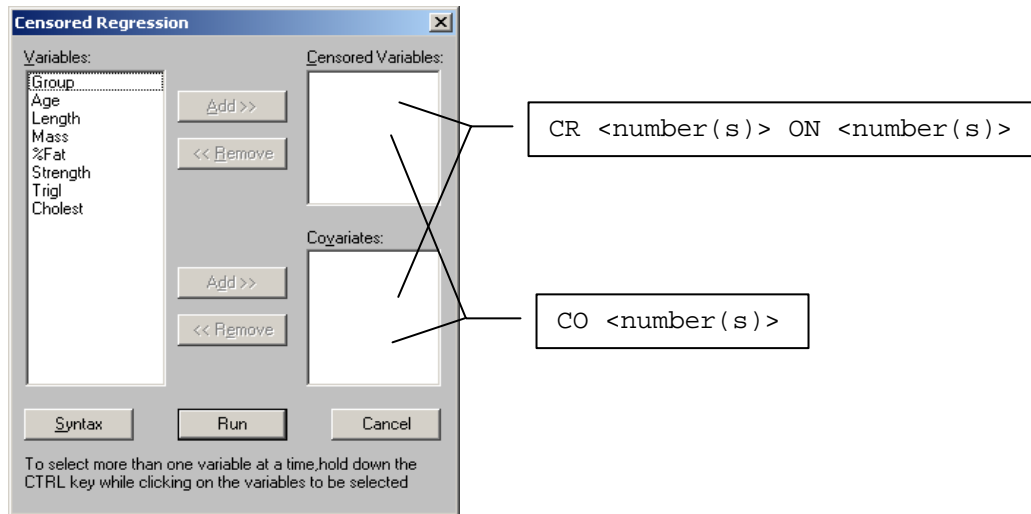 Censored Regression
Variables:
Group
Age
Length
Mass
%Fat
Strength
Trigl
Cholest
Add >>
<< Remove
Censored Variables:
Add >>
<< Remove
Covariates:
Syntax
Run
Cancel
To select more than one variable at a time,hold down the
CTRL key while clicking on the variables to be selected
CR <number(s)> ON <number(s)>
CO <number(s)>